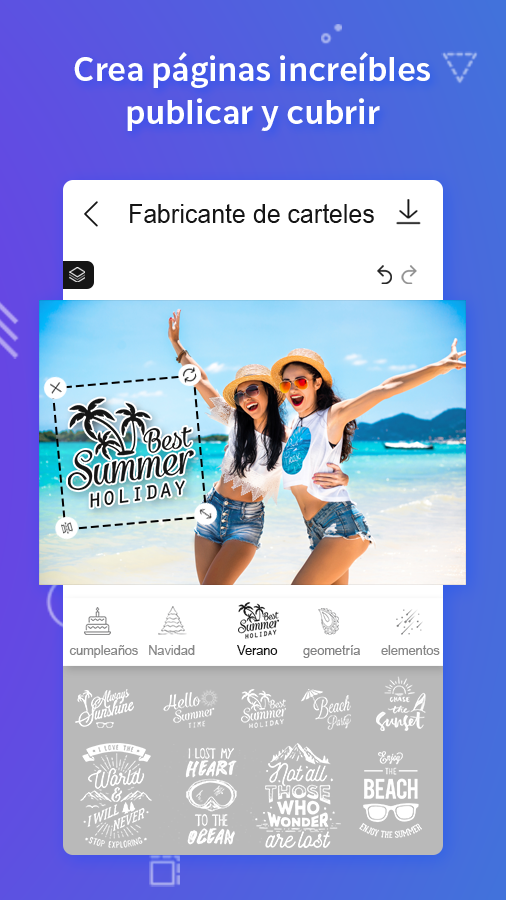 Crea páginas increíbles
publicar y cubrir
Fabricante de carteles
Best
Summer
HOLIDAY
cumpleaños
Navidad
Best
Summer
HOLIDAY
Verano
geometría
elementos
Always
Sunshine
Hello
Summer
TIME
Best
Summer
HOLIDAY
Beach
Party
CHASE
the
Sunset
I LOVE THE
World
&
I WILL NEVER
STOP EXPLORING
I LOST MY
HEART
TO THE
OCEAN
Not all
THOSE
WHO
WONDER
are lost
Enjoy
THE
BEACH
ENJOY THE SUMMER